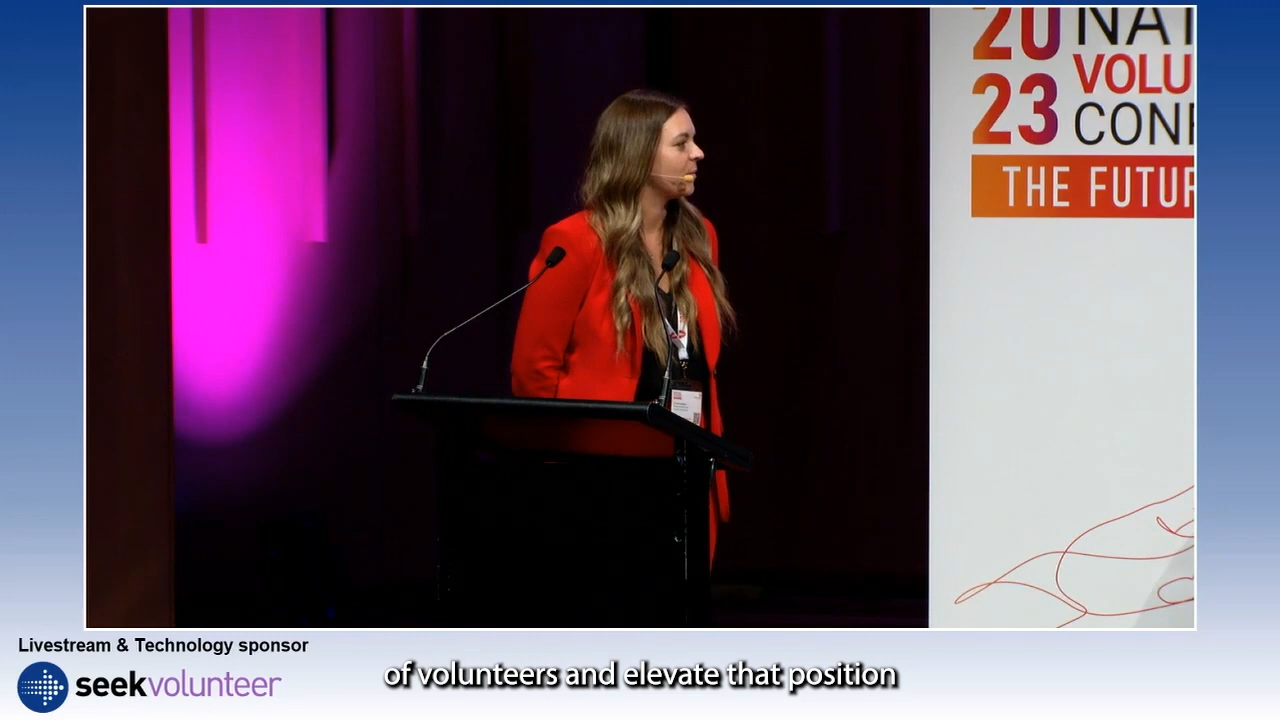 20 NAT
23 VOLU
CONF
THE FUTUR
Livestream & Technology sponsor
seekvolunteer
of volunteers and elevate that position